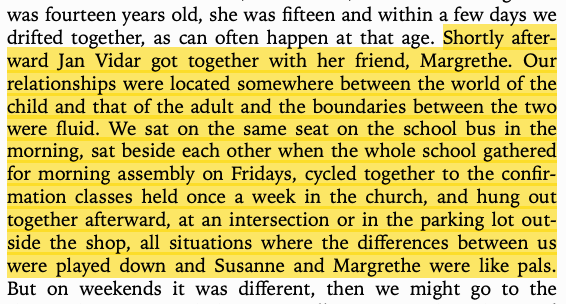 was fourteen years old, she was fifteen and within a few days we
drifted together, as can often happen at that age. Shortly after-
ward Jan Vidar got together with her friend, Margrethe. Our
relationships were located somewhere between the world of the
child and that of the adult and the boundaries between the two
were fluid. We sat on the same seat on the school bus in the
morning, sat beside each other when the whole school gathered
for morning assembly on Fridays, cycled together to the confir-
mation classes held once a week in the church, and hung out
together afterward, at an intersection or in the parking lot out-
side the shop, all situations where the differences between us
were played down and Susanne and Margrethe were like pals.
But on weekends it was different, then we might go to the